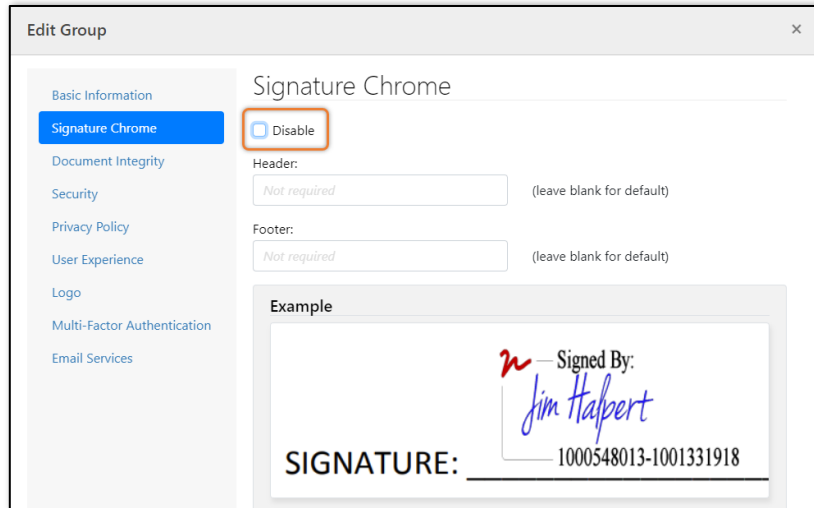 Edit Group
×
Basic Information
Signature Chrome
Document Integrity
Security
Privacy Policy
User Experience
Logo
Multi-Factor Authentication
Email Services
Signature Chrome
Disable
Header:
Not required (leave blank for default)
Footer:
Not required (leave blank for default)
Example
Signed By:
Jim Halpert
1000548013-1001331918
SIGNATURE: